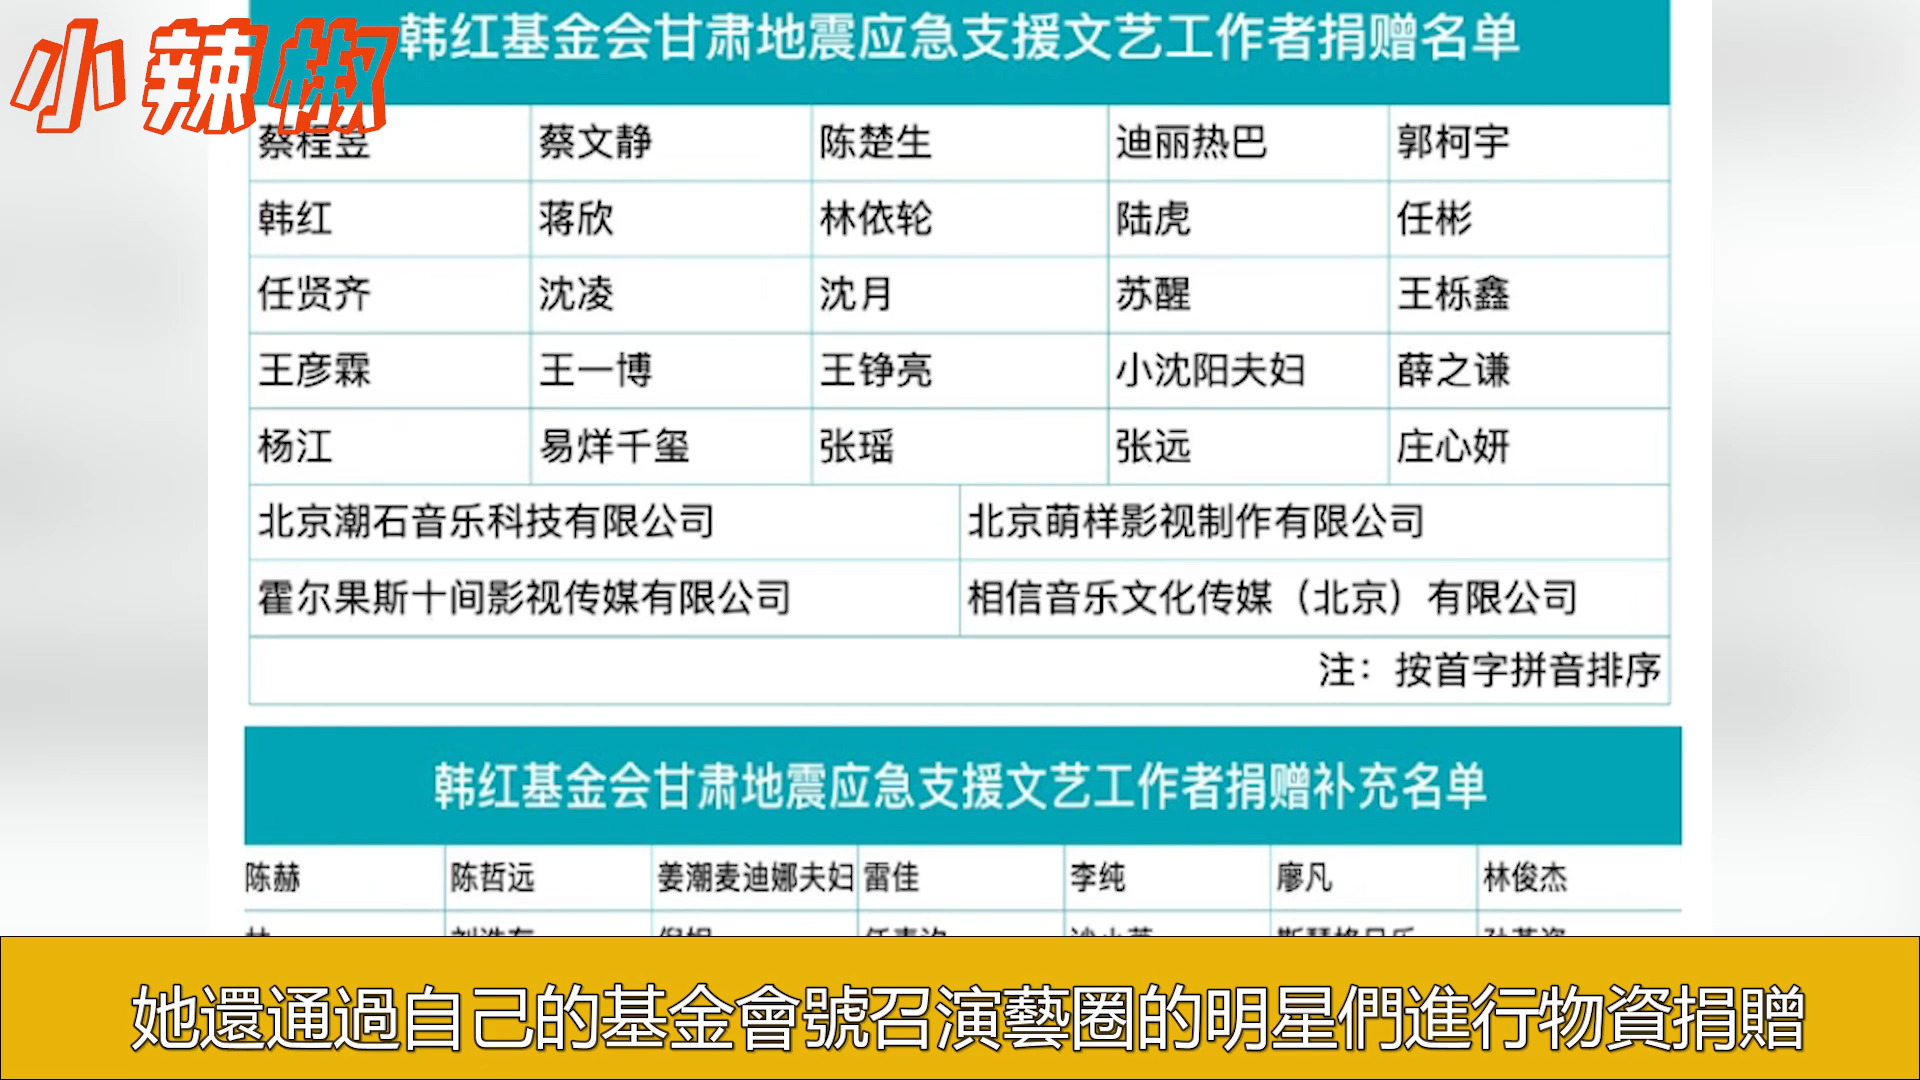 小辣椒
韩红基金会甘肃地震应急支援文艺工作者捐赠名单
蔡程昱 蔡文静 陈楚生 迪丽热巴 郭柯宇
韩红 蒋欣 林依轮 陆虎 任彬
任贤齐 沈凌 沈月 苏醒 王栎鑫
王彦霖 王一博 王铮亮 小沈阳夫妇 薛之谦
杨江 易烊千玺 张瑶 张远 庄心妍
北京潮石音乐科技有限公司 北京萌样影视制作有限公司
霍尔果斯十间影视传媒有限公司 相信音乐文化传媒（北京）有限公司
注：按首字拼音排序
韩红基金会甘肃地震应急支援文艺工作者捐赠补充名单
陈赫 陈哲远 姜潮麦迪娜夫妇 雷佳 李纯 廖凡 林俊杰
她還通過自己的基金會號召演藝圈的明星們進行物資捐贈